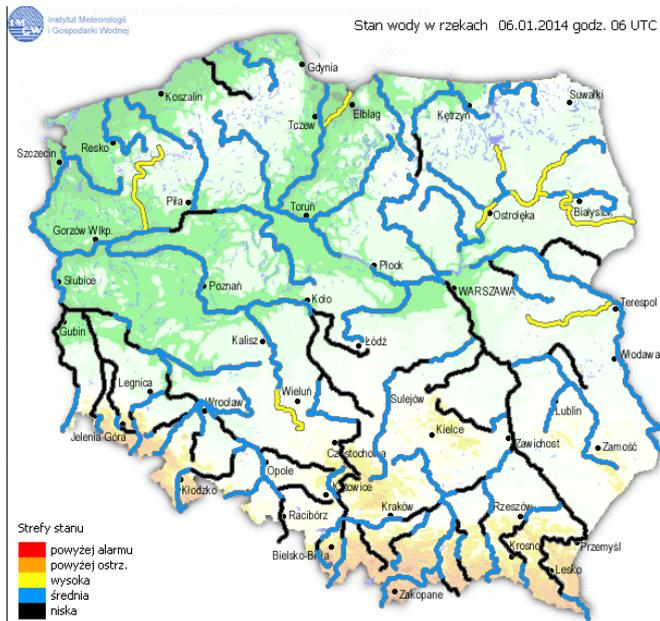 Instytut Meteorologii
i Gospodarki Wodnej
IMGW
Stan wody w rzekach 06.01.2014 godz. 06 UTC
Gdynia
Koszalin
Suwałki
Tczew
Elbląg
Kętrzyn
Resko
Szczecin
Piła
Toruń
Ostrołęka
Białystok
Gorzów Wlkp.
Płock
Słubice
Poznań
Koło
WARSZAWA
Terespol
Gubin
Kalisz
Łódź
Włodawa
Legnica
Wieluń
Sulejów
Wrocław
Lublin
Jelenia Góra
Kielce
Zawichost
Zamość
Częstochowa
Opole
Kłodzko
Katowice
Racibórz
Kraków
Rzeszów
Bielsko-Biała
Krosno
Przemyśl
Lesko
Zakopane
Strefy stanu
powyżej alarmu
powyżej ostrz.
wysoka
średnia
niska